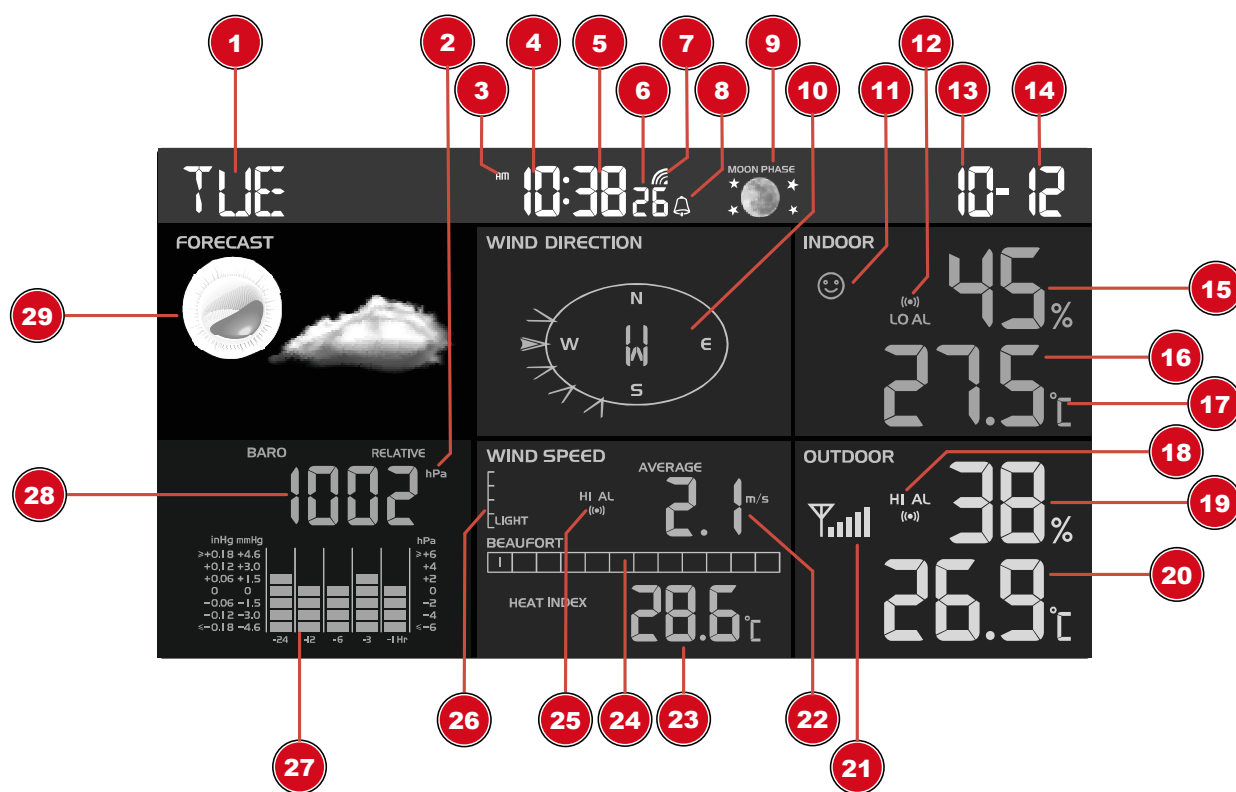 1
2
3
4
5
6
7
8
9
10
11
12
13
14
TUE
AM 10:38 26
MOON PHASE
10-12
FORECAST
29
WIND DIRECTION
N
W
W
E
S
INDOOR
LO AL
45 %
15
27.5 °C
16
17
BARO
RELATIVE
1002 hPa
28
inHg mmHg
hPa
≥+0.18 +4.6
≥+6
+0.12 +3.0
+4
+0.06 +1.5
+2
0 0
0
-0.06 -1.5
-2
-0.12 -3.0
-4
≤-0.18 -4.6
≤-6
-24 -12 -6 -3 -1 Hr
27
WIND SPEED
AVERAGE
HI AL
2.1 m/s
LIGHT
BEAUFORT
1
HEAT INDEX
28.6 °C
26
25
24
23
22
OUTDOOR
HI AL
38 %
18
19
26.9 °C
20
21